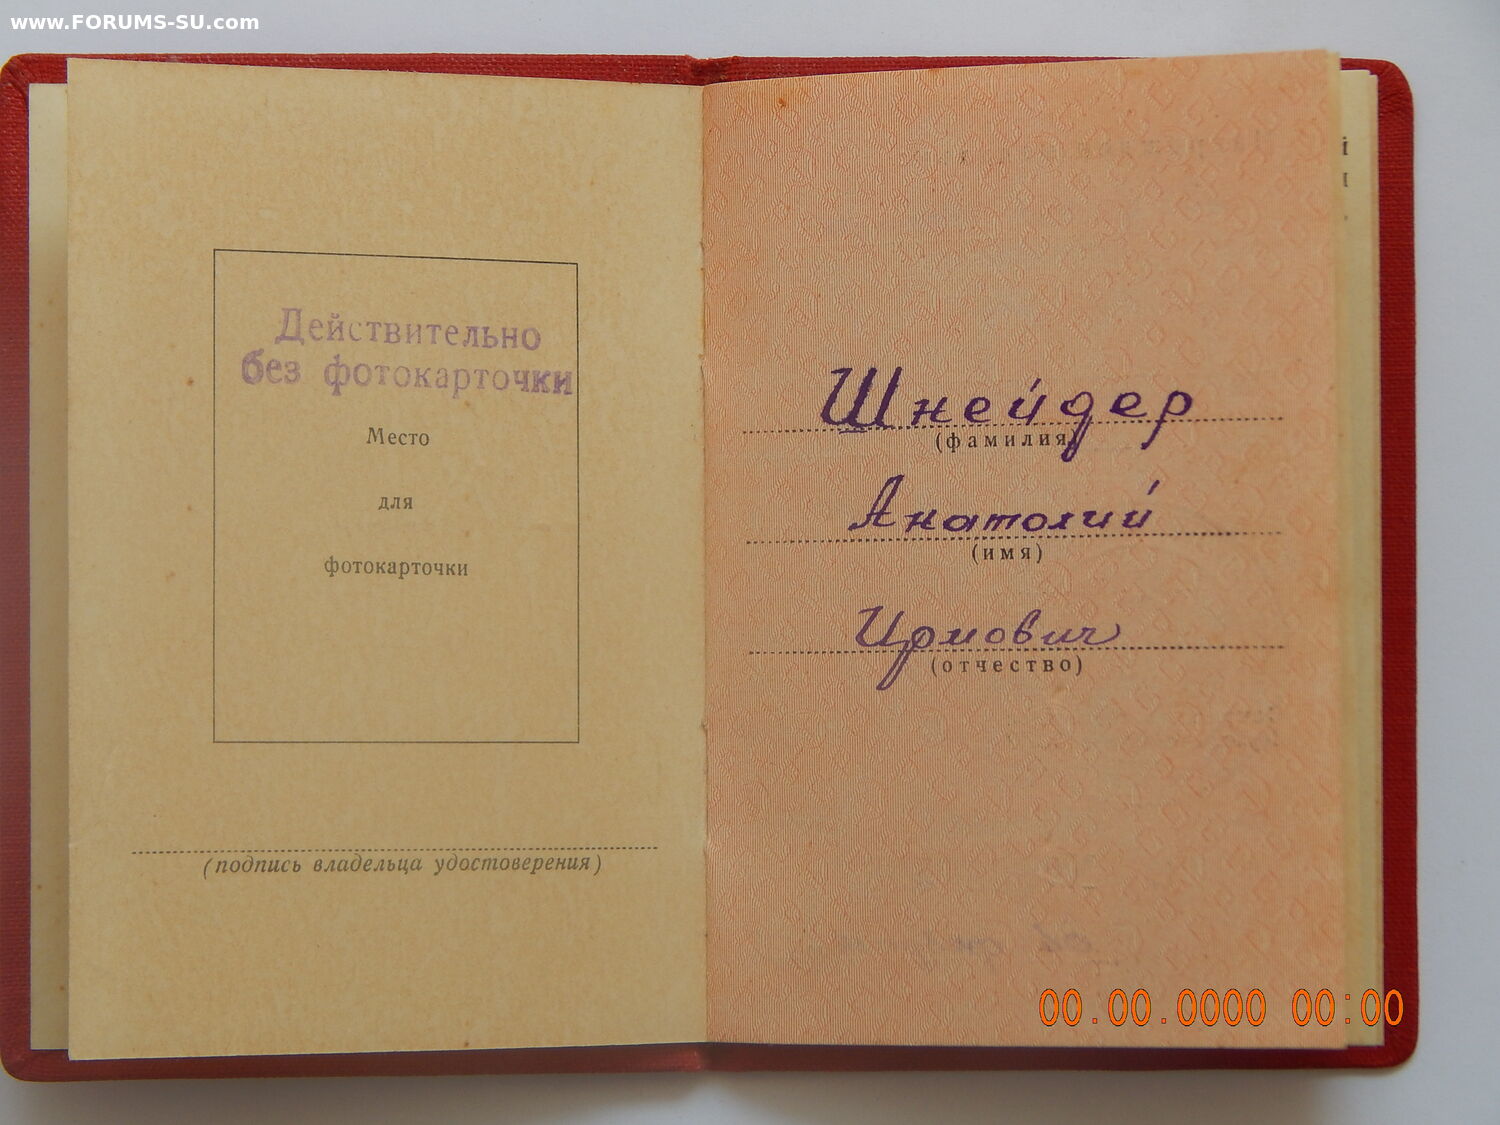 www.FORUMS-SU.com
Действительно
без фотокарточки
Место
для
фотокарточки
(подпись владельца удостоверения)
Шнейдер
(фамилия)
Анатолий
(имя)
Ирмович
(отчество)
00.00.0000 00:00